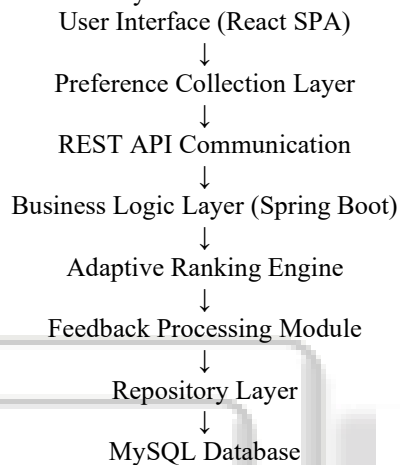 User Interface (React SPA)
↓
Preference Collection Layer
↓
REST API Communication
↓
Business Logic Layer (Spring Boot)
↓
Adaptive Ranking Engine
↓
Feedback Processing Module
↓
Repository Layer
↓
MySQL Database